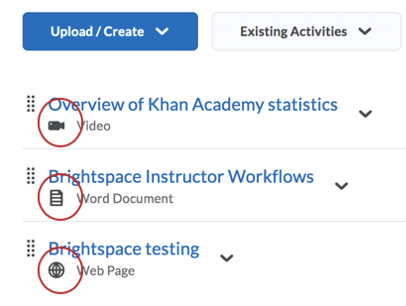 Upload / Create
Existing Activities
Overview of Khan Academy statistics
Video
Brightspace Instructor Workflows
Word Document
Brightspace testing
Web Page